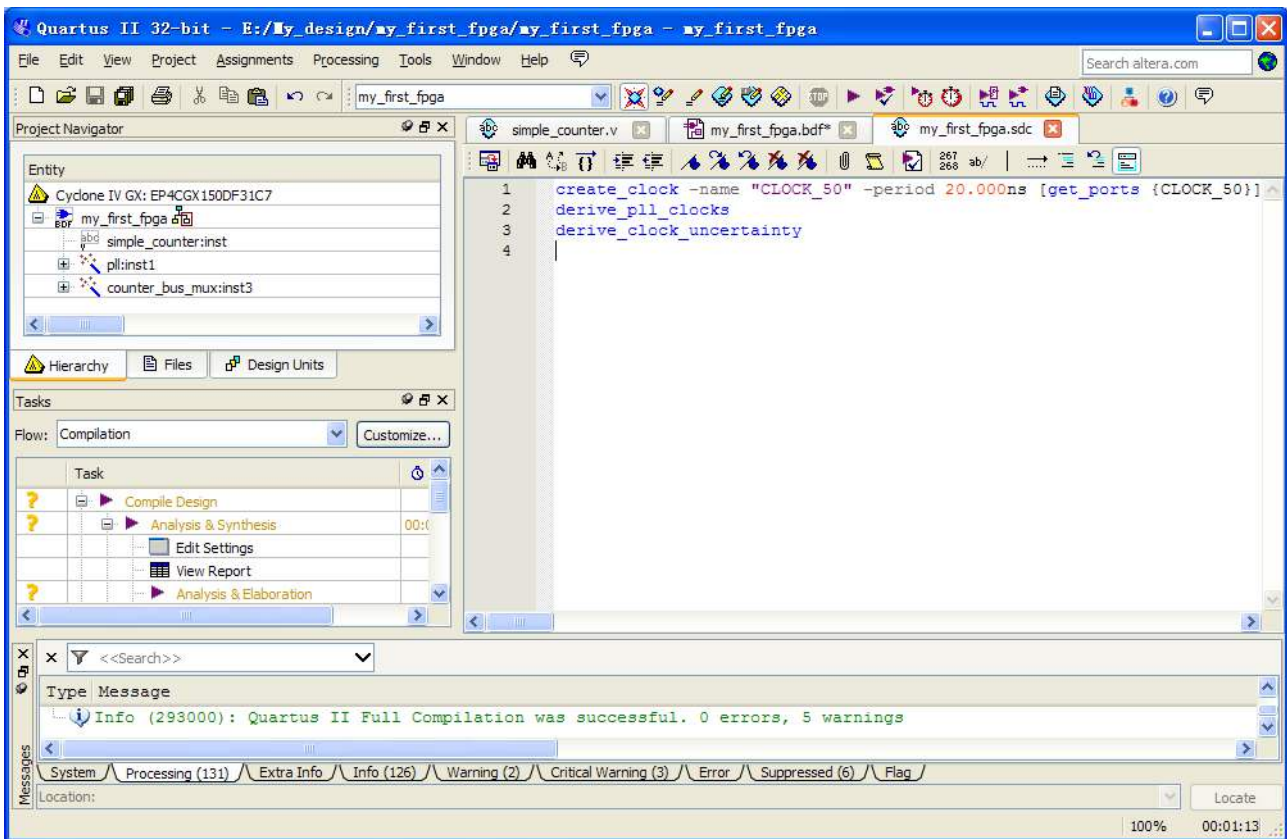 Quartus II 32-bit - E:/My_design/my_first_fpga/my_first_fpga - my_first_fpga
File Edit View Project Assignments Processing Tools Window Help
Search altera.com
my_first_fpga
Project Navigator
Entity
Cyclone IV GX: EP4CGX150DF31C7
my_first_fpga
simple_counter:inst
pll:inst1
counter_bus_mux:inst3
Hierarchy Files Design Units
Tasks
Flow: Compilation Customize...
Task
Compile Design
Analysis & Synthesis 00:0
Edit Settings
View Report
Analysis & Elaboration
simple_counter.v my_first_fpga.bdf* my_first_fpga.sdc
267
268 ab/
1 create_clock -name "CLOCK_50" -period 20.000ns [get_ports {CLOCK_50}]
2 derive_pll_clocks
3 derive_clock_uncertainty
4
<<Search>>
Type Message
Info (293000): Quartus II Full Compilation was successful. 0 errors, 5 warnings
System Processing (131) Extra Info Info (126) Warning (2) Critical Warning (3) Error Suppressed (6) Flag
Messages
Location: Locate
100% 00:01:13